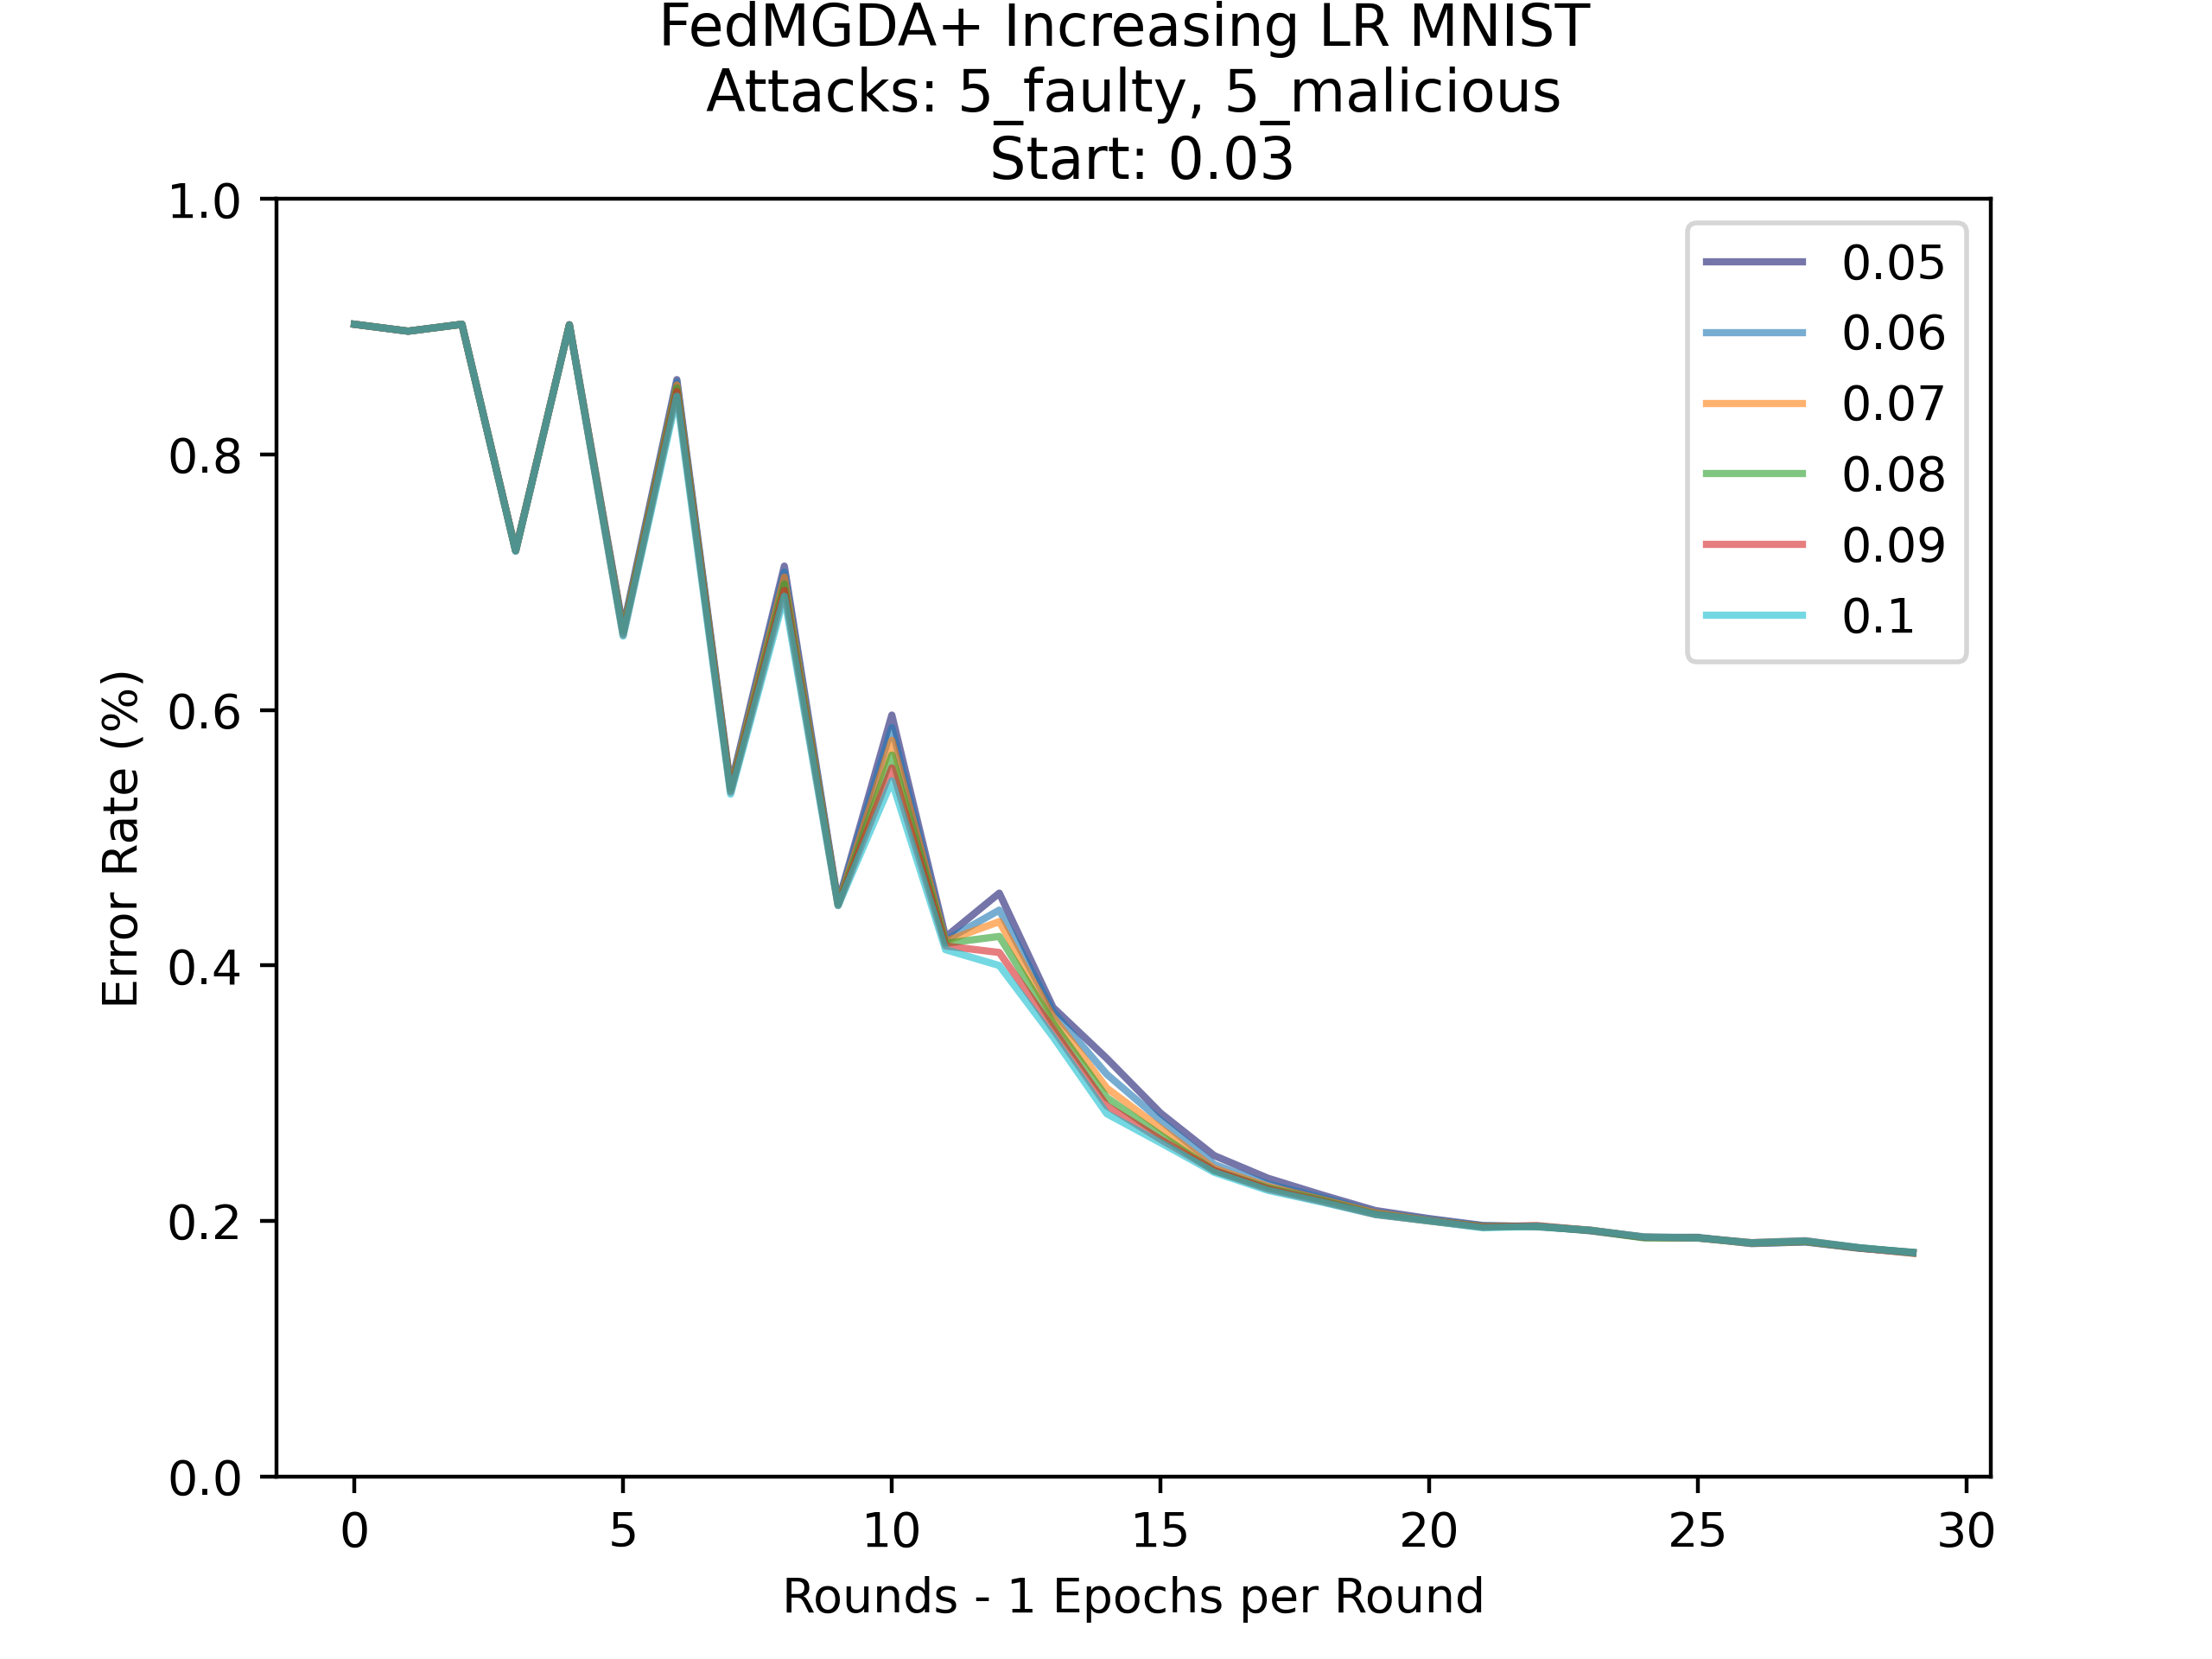 FedMGDA+ Increasing LR MNIST
Attacks: 5_faulty, 5_malicious
Start: 0.03
1.0
0.8
0.6
0.4
0.2
0.0
Error Rate (%)
0.05
0.06
0.07
0.08
0.09
0.1
0 5 10 15 20 25 30
Rounds - 1 Epochs per Round